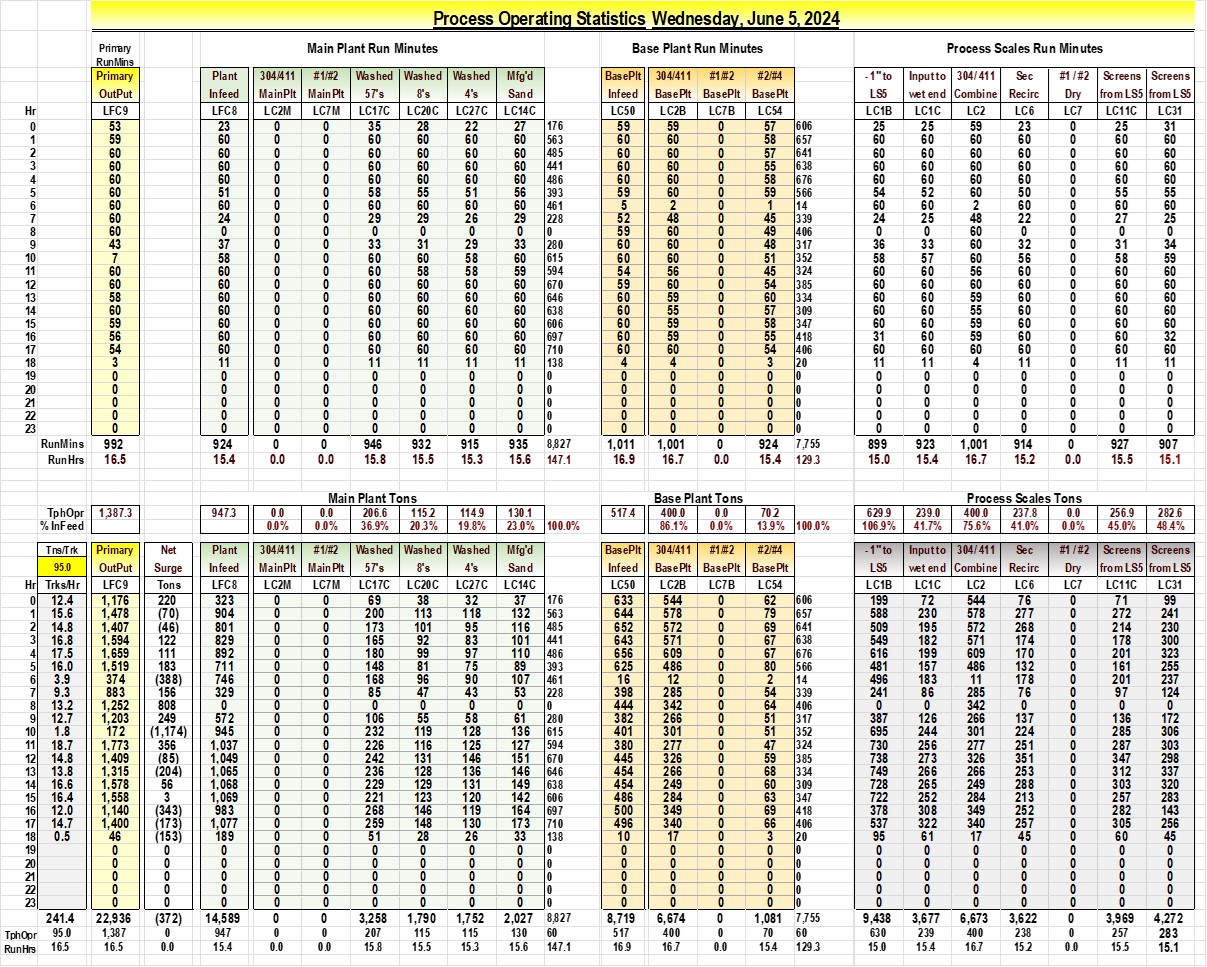 Process Operating Statistics Wednesday, June 5, 2024
Primary Main Plant Run Minutes Base Plant Run Minutes Process Scales Run Minutes
RunMins
Primary Plant 304/411 #1/#2 Washed Washed Washed Mfg'd BasePlt 304/411 #1/#2 #2/#4 -1" to Input to 304/411 Sec #1/#2 Screens Screens
OutPut Infeed MainPlt MainPlt 57's 8's 4's Sand Infeed BasePlt BasePlt BasePlt LS5 wet end Combine Recirc Dry from LS5 from LS5
Hr LFC9 LFC8 LC2M LC7M LC17C LC20C LC27C LC14C LC50 LC2B LC7B LC54 LC1B LC1C LC2 LC6 LC7 LC11C LC31
0 53 23 0 0 35 28 22 27 176 59 59 0 57 606 25 25 59 23 0 25 31
1 59 60 0 0 60 60 60 60 563 60 60 0 58 657 60 60 60 60 0 60 60
2 60 60 0 0 60 60 60 60 485 60 60 0 57 641 60 60 60 60 0 60 60
3 60 60 0 0 60 60 60 60 441 60 60 0 55 638 60 60 60 60 0 60 60
4 60 60 0 0 60 60 60 60 486 60 60 0 58 676 60 60 60 60 0 60 60
5 60 51 0 0 58 55 51 56 393 59 60 0 59 566 54 52 60 50 0 55 55
6 60 60 0 0 60 60 60 60 461 5 2 0 1 14 60 60 2 60 0 60 60
7 60 24 0 0 29 29 26 29 228 52 48 0 45 339 24 25 48 22 0 27 25
8 60 0 0 0 0 0 0 0 0 59 60 0 49 406 0 0 60 0 0 0 0
9 43 37 0 0 33 31 29 33 280 60 60 0 48 317 36 33 60 32 0 31 34
10 7 58 0 0 60 60 58 60 615 60 60 0 51 352 58 57 60 56 0 58 59
11 60 60 0 0 60 58 58 59 594 54 56 0 45 324 60 60 56 60 0 60 60
12 60 60 0 0 60 60 60 60 670 59 60 0 54 385 60 60 60 60 0 60 60
13 58 60 0 0 60 60 60 60 646 60 59 0 60 334 60 60 59 60 0 60 60
14 60 60 0 0 60 60 60 60 638 60 55 0 57 309 60 60 55 60 0 60 60
15 59 60 0 0 60 60 60 60 606 60 59 0 58 347 60 60 59 60 0 60 60
16 56 60 0 0 60 60 60 60 697 60 59 0 55 418 31 60 59 60 0 60 32
17 54 60 0 0 60 60 60 60 710 60 60 0 54 406 60 60 60 60 0 60 60
18 3 11 0 0 11 11 11 11 138 4 4 0 3 20 11 11 4 11 0 11 11
19 0 0 0 0 0 0 0 0 0 0 0 0 0 0 0 0 0 0 0 0 0
20 0 0 0 0 0 0 0 0 0 0 0 0 0 0 0 0 0 0 0 0 0
21 0 0 0 0 0 0 0 0 0 0 0 0 0 0 0 0 0 0 0 0 0
22 0 0 0 0 0 0 0 0 0 0 0 0 0 0 0 0 0 0 0 0 0
23 0 0 0 0 0 0 0 0 0 0 0 0 0 0 0 0 0 0 0 0 0
RunMins 992 924 0 0 946 932 915 935 8,827 1,011 1,001 0 924 7,755 899 923 1,001 914 0 927 907
RunHrs 16.5 15.4 0.0 0.0 15.8 15.5 15.3 15.6 147.1 16.9 16.7 0.0 15.4 129.3 15.0 15.4 16.7 15.2 0.0 15.5 15.1
Main Plant Tons Base Plant Tons Process Scales Tons
TphOpr 1,387.3 947.3 0.0 0.0 206.6 115.2 114.9 130.1 517.4 400.0 0.0 70.2 629.9 239.0 400.0 237.8 0.0 256.9 282.6
% InFeed 0.0% 0.0% 36.9% 20.3% 19.8% 23.0% 100.0% 86.1% 0.0% 13.9% 100.0% 106.9% 41.7% 75.6% 41.0% 0.0% 45.0% 48.4%
Tns/Trk Primary Net Plant 304/411 #1/#2 Washed Washed Washed Mfg'd BasePlt 304/411 #1/#2 #2/#4 -1" to Input to 304/411 Sec #1/#2 Screens Screens
95.0 OutPut Surge Infeed MainPlt MainPlt 57's 8's 4's Sand Infeed BasePlt BasePlt BasePlt LS5 wet end Combine Recirc Dry from LS5 from LS5
Hr Trks/Hr LFC9 Tons LFC8 LC2M LC7M LC17C LC20C LC27C LC14C LC50 LC2B LC7B LC54 LC1B LC1C LC2 LC6 LC7 LC11C LC31
0 12.4 1,176 220 323 0 0 69 38 32 37 176 633 544 0 62 606 199 72 544 76 0 71 99
1 15.6 1,478 (70) 904 0 0 200 113 118 132 563 644 578 0 79 657 588 230 578 277 0 272 241
2 14.8 1,407 (46) 801 0 0 173 101 95 116 485 652 572 0 69 641 509 195 572 268 0 214 230
3 16.8 1,594 122 829 0 0 165 92 83 101 441 643 571 0 67 638 549 182 571 174 0 178 300
4 17.5 1,659 111 892 0 0 180 99 97 110 486 656 609 0 67 676 616 199 609 170 0 201 323
5 16.0 1,519 183 711 0 0 148 81 75 89 393 625 486 0 80 566 481 157 486 132 0 161 255
6 3.9 374 (388) 746 0 0 168 96 90 107 461 16 12 0 2 14 496 183 11 178 0 201 237
7 9.3 883 156 329 0 0 85 47 43 53 228 398 285 0 54 339 241 86 285 76 0 97 124
8 13.2 1,252 808 0 0 0 0 0 0 0 0 444 342 0 64 406 0 0 342 0 0 0 0
9 12.7 1,203 249 572 0 0 106 55 58 61 280 382 266 0 51 317 387 126 266 137 0 136 172
10 1.8 172 (1,174) 945 0 0 232 119 128 136 615 401 301 0 51 352 695 244 301 224 0 285 306
11 18.7 1,773 356 1,037 0 0 226 116 125 127 594 380 277 0 47 324 730 256 277 251 0 287 303
12 14.8 1,409 (85) 1,049 0 0 242 131 146 151 670 445 326 0 59 385 738 273 326 351 0 347 298
13 13.8 1,315 (204) 1,065 0 0 236 128 136 146 646 454 266 0 68 334 749 266 266 253 0 312 337
14 16.6 1,578 56 1,068 0 0 229 129 131 149 638 454 249 0 60 309 728 265 249 288 0 303 320
15 16.4 1,558 3 1,069 0 0 221 123 120 142 606 486 284 0 63 347 722 252 284 213 0 257 283
16 12.0 1,140 (343) 983 0 0 268 146 119 164 697 500 349 0 69 418 378 308 349 252 0 282 143
17 14.7 1,400 (173) 1,077 0 0 259 148 130 173 710 496 340 0 66 406 537 322 340 257 0 305 256
18 0.5 46 (153) 189 0 0 51 28 26 33 138 10 17 0 3 20 95 61 17 45 0 60 45
19 0 0 0 0 0 0 0 0 0 0 0 0 0 0 0 0 0 0 0 0 0 0
20 0 0 0 0 0 0 0 0 0 0 0 0 0 0 0 0 0 0 0 0 0 0
21 0 0 0 0 0 0 0 0 0 0 0 0 0 0 0 0 0 0 0 0 0 0
22 0 0 0 0 0 0 0 0 0 0 0 0 0 0 0 0 0 0 0 0 0 0
23 0 0 0 0 0 0 0 0 0 0 0 0 0 0 0 0 0 0 0 0 0 0
241.4 22,936 (372) 14,589 0 0 3,258 1,790 1,752 2,027 8,827 8,719 6,674 0 1,081 7,755 9,438 3,677 6,673 3,622 0 3,969 4,272
TphOpr 95.0 1,387 0 947 0 0 207 115 115 130 60 517 400 0 70 60 630 239 400 238 0 257 283
RunHrs 16.5 16.5 0.0 15.4 0.0 0.0 15.8 15.5 15.3 15.6 147.1 16.9 16.7 0.0 15.4 129.3 15.0 15.4 16.7 15.2 0.0 15.5 15.1